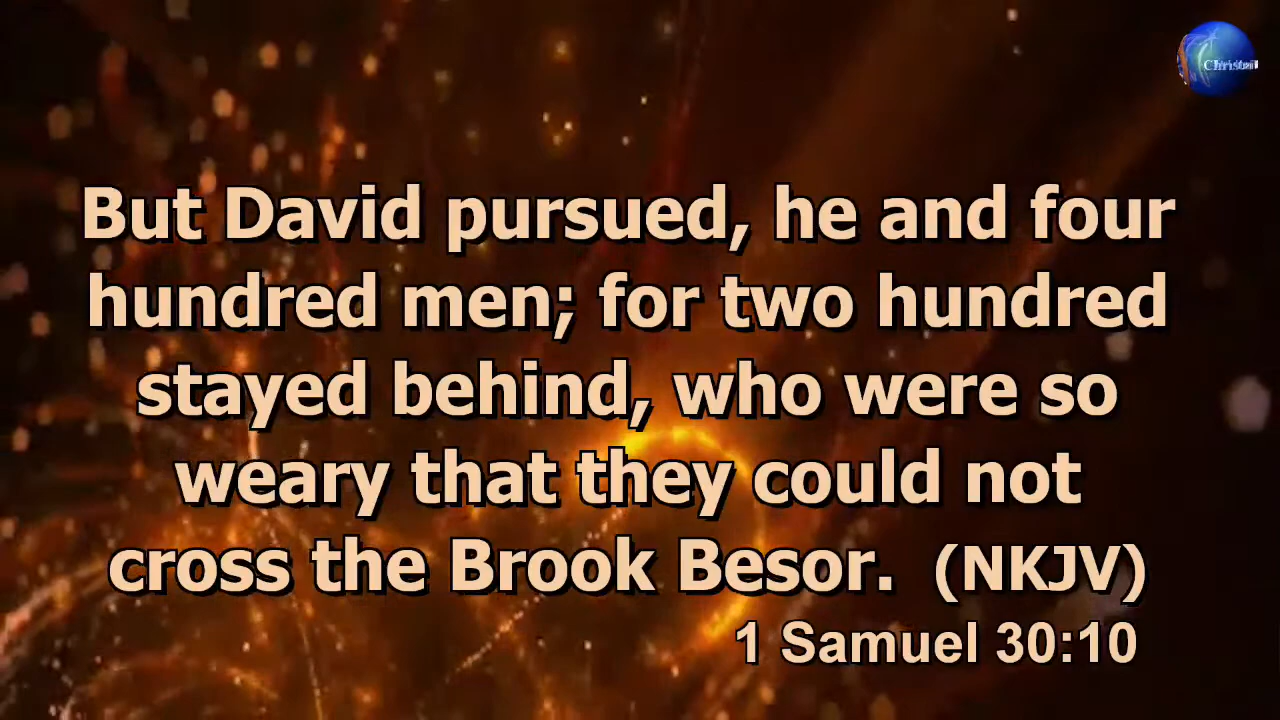 But David pursued, he and four
hundred men; for two hundred
stayed behind, who were so
weary that they could not
cross the Brook Besor. (NKJV)
1 Samuel 30:10